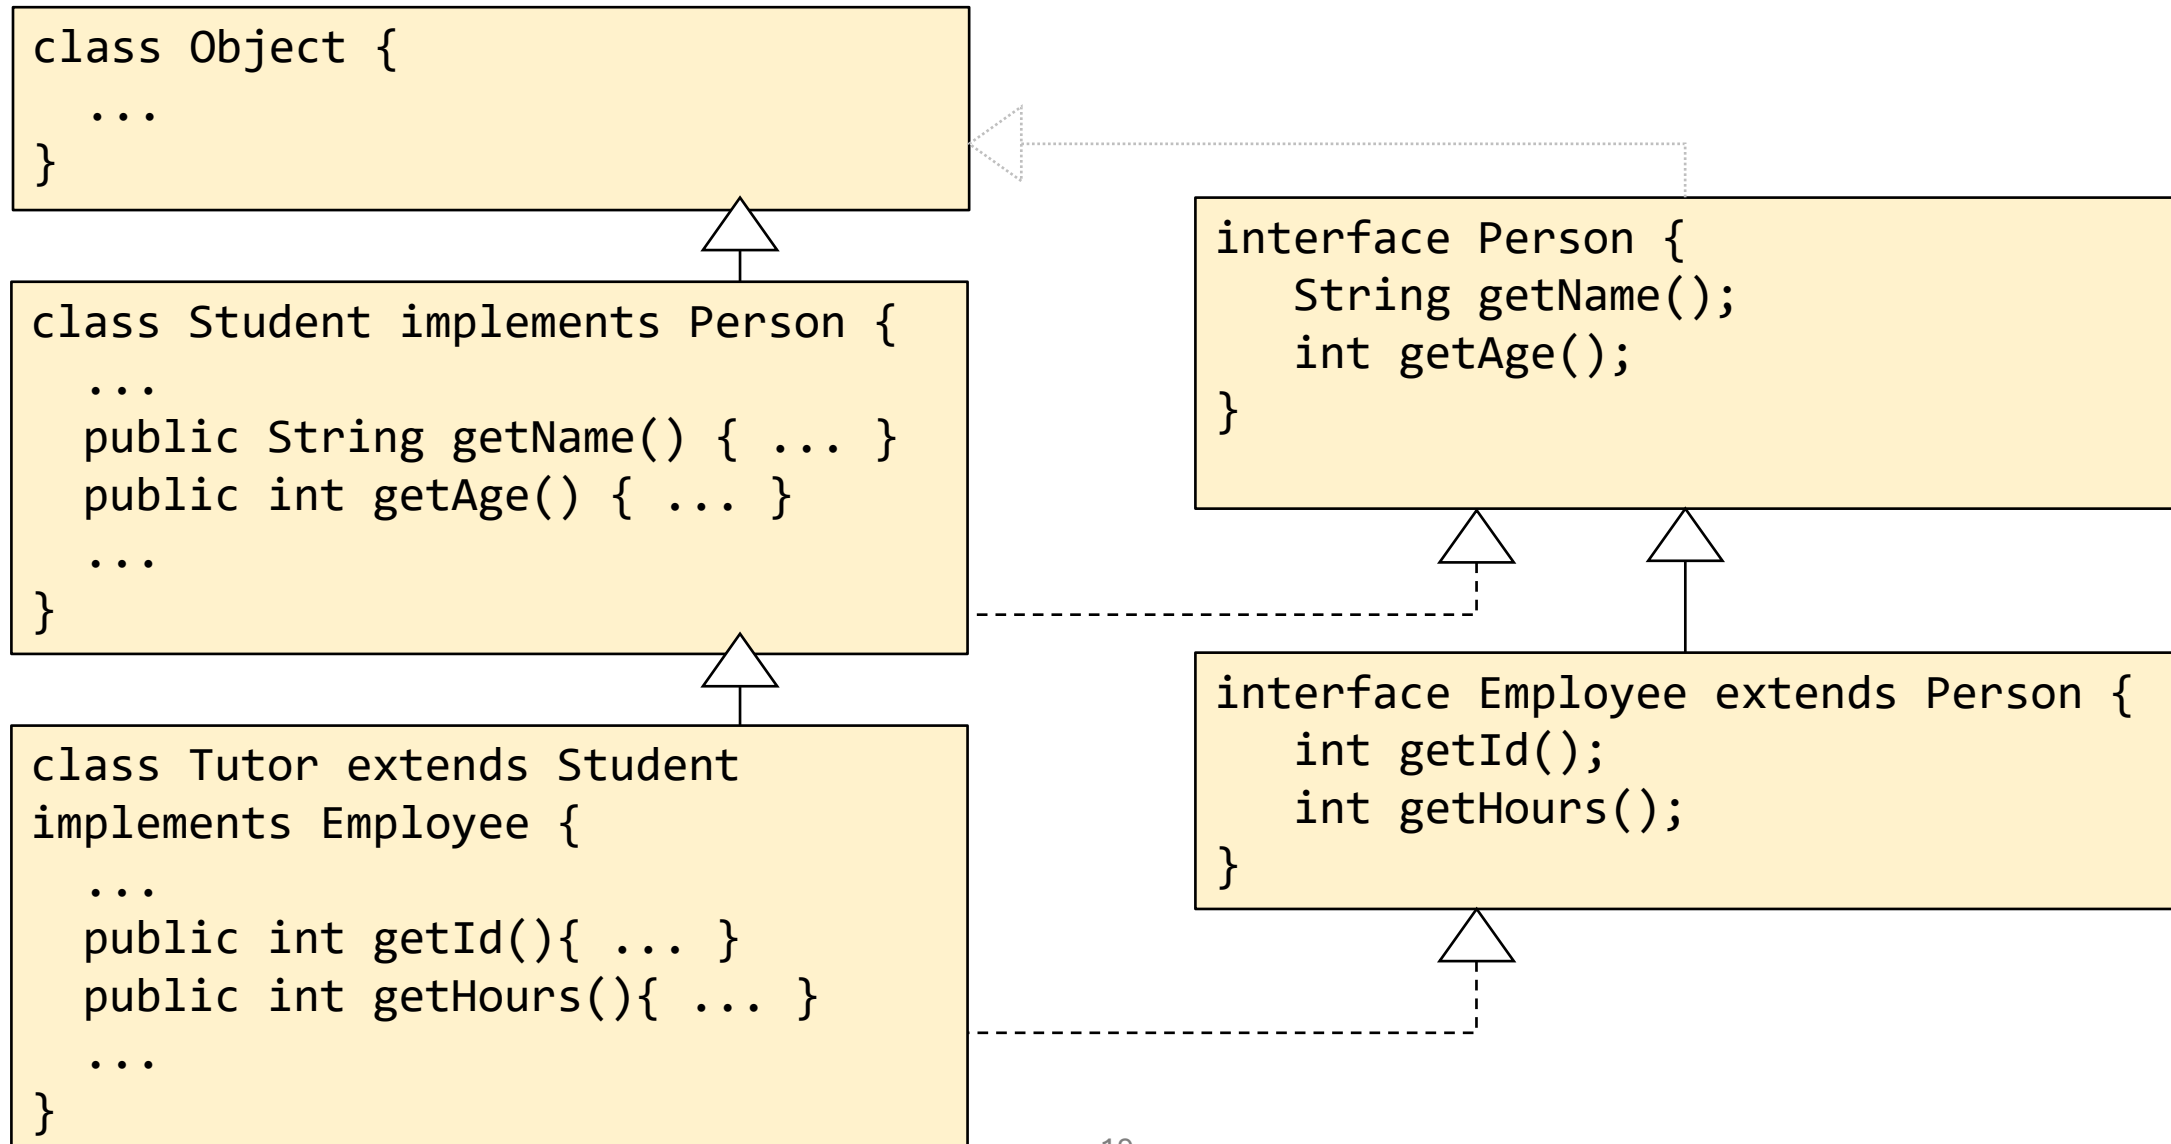 class Object {
  ...
}
class Student implements Person {
  ...
  public String getName() { ... }
  public int getAge() { ... }
  ...
}
class Tutor extends Student
implements Employee {
  ...
  public int getId(){ ... }
  public int getHours(){ ... }
  ...
}
interface Person {
   String getName();
   int getAge();
}
interface Employee extends Person {
   int getId();
   int getHours();
}